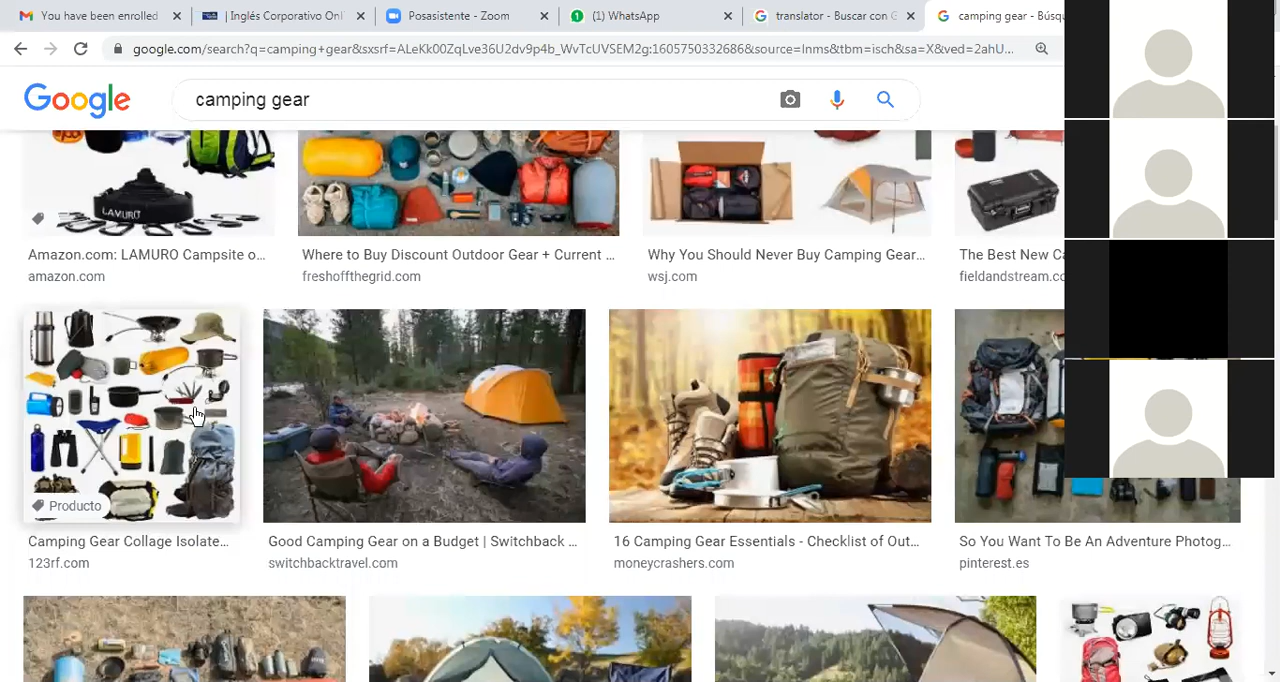 You have been enrolled
| Inglés Corporativo Onl
Posasistente - Zoom
(1) WhatsApp
translator - Buscar con G
camping gear - Búsqu
google.com/search?q=camping+gear&sxsrf=ALeKk00ZqLve36U2dv9p4b_WvTcUVSEM2g:1605750332686&source=lnms&tbm=isch&sa=X&ved=2ahU...
Google
camping gear
LAMURO
Amazon.com: LAMURO Campsite o...
amazon.com
Where to Buy Discount Outdoor Gear + Current ...
freshoffthegrid.com
Why You Should Never Buy Camping Gear...
wsj.com
The Best New Ca
fieldandstream.co
Producto
Camping Gear Collage Isolate...
123rf.com
Good Camping Gear on a Budget | Switchback ...
switchbacktravel.com
16 Camping Gear Essentials - Checklist of Out...
moneycrashers.com
So You Want To Be An Adventure Photog...
pinterest.es